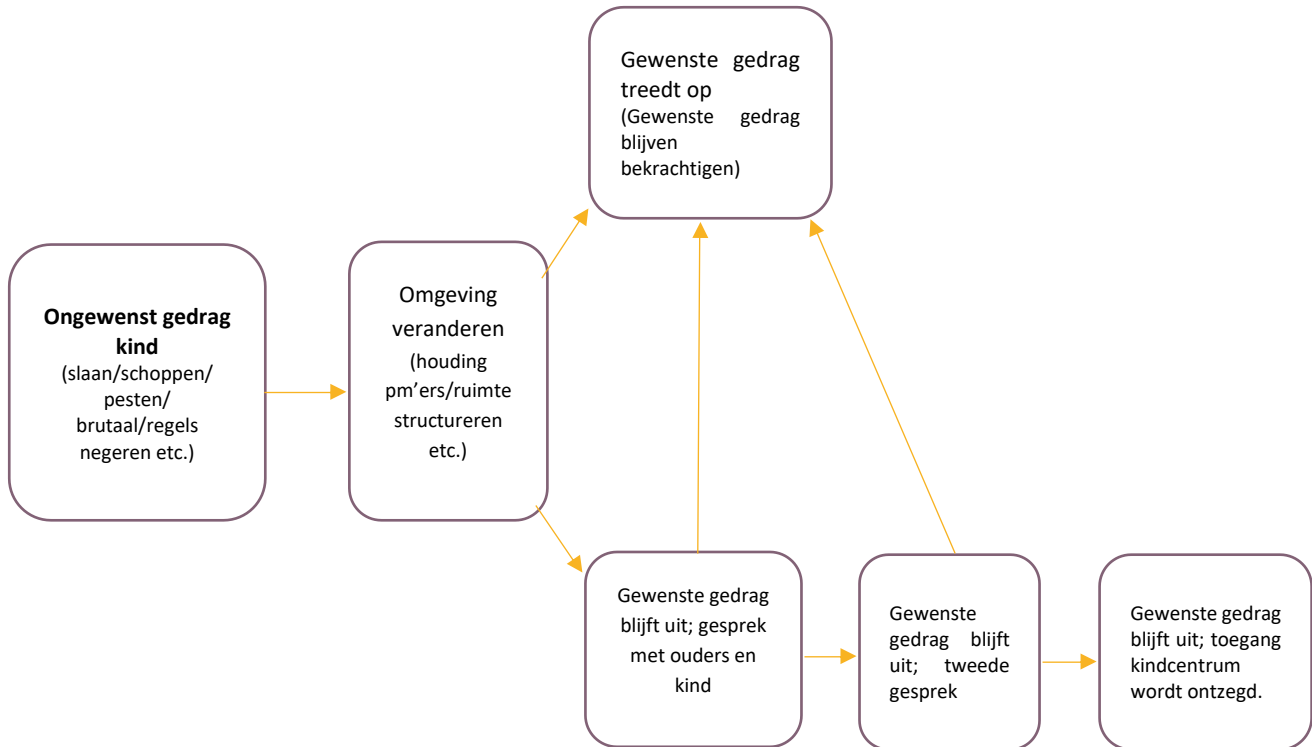 Gewenste gedrag
treedt op
(Gewenste gedrag
blijven
bekrachtigen)
Ongewenst gedrag
kind
(slaan/schoppen/
pesten/
brutaal/regels
negeren etc.)
Omgeving
veranderen
(houding
pm’ers/ruimte
structureren
etc.)
Gewenste gedrag
blijft uit; gesprek
met ouders en
kind
Gewenste
gedrag blijft
uit; tweede
gesprek
Gewenste gedrag
blijft uit; toegang
kindcentrum
wordt ontzegd.